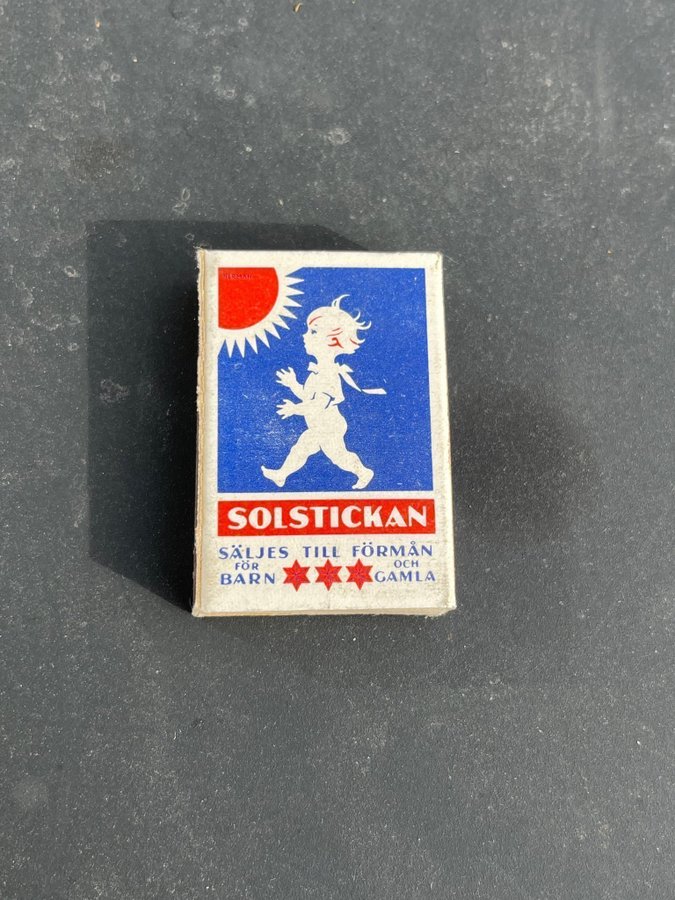 SOLSTICKAN
SÄLJES TILL FÖRMÅN
FÖR OCH
BARN GAMLA